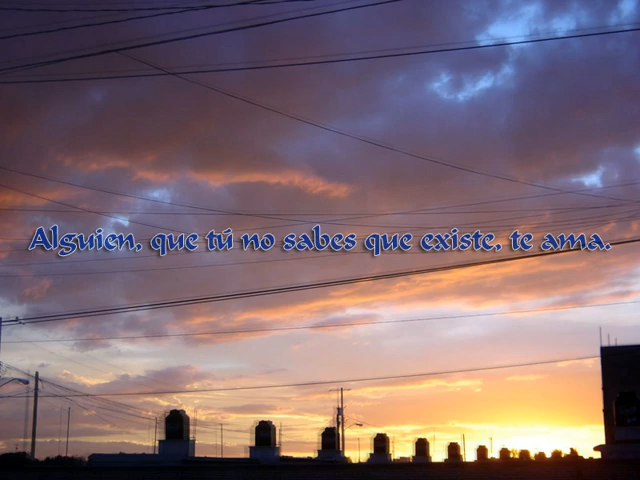 Alguien, que tú no sabes que existe, te ama.